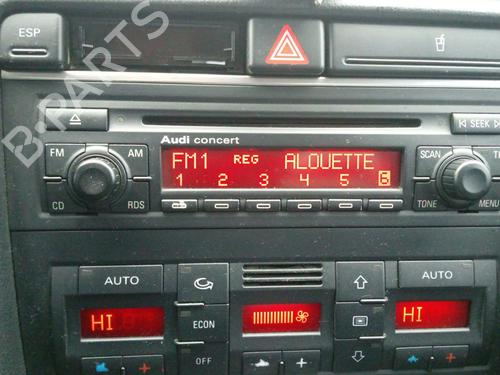 ESP
B-PARTS
Audi concert
SEEK
FM AM
FM1 REG ALOUETTE
1 2 3 4 5 6
SCAN
CD RDS
TONE MENU
AUTO
AUTO
HI
HI
ECON
OFF